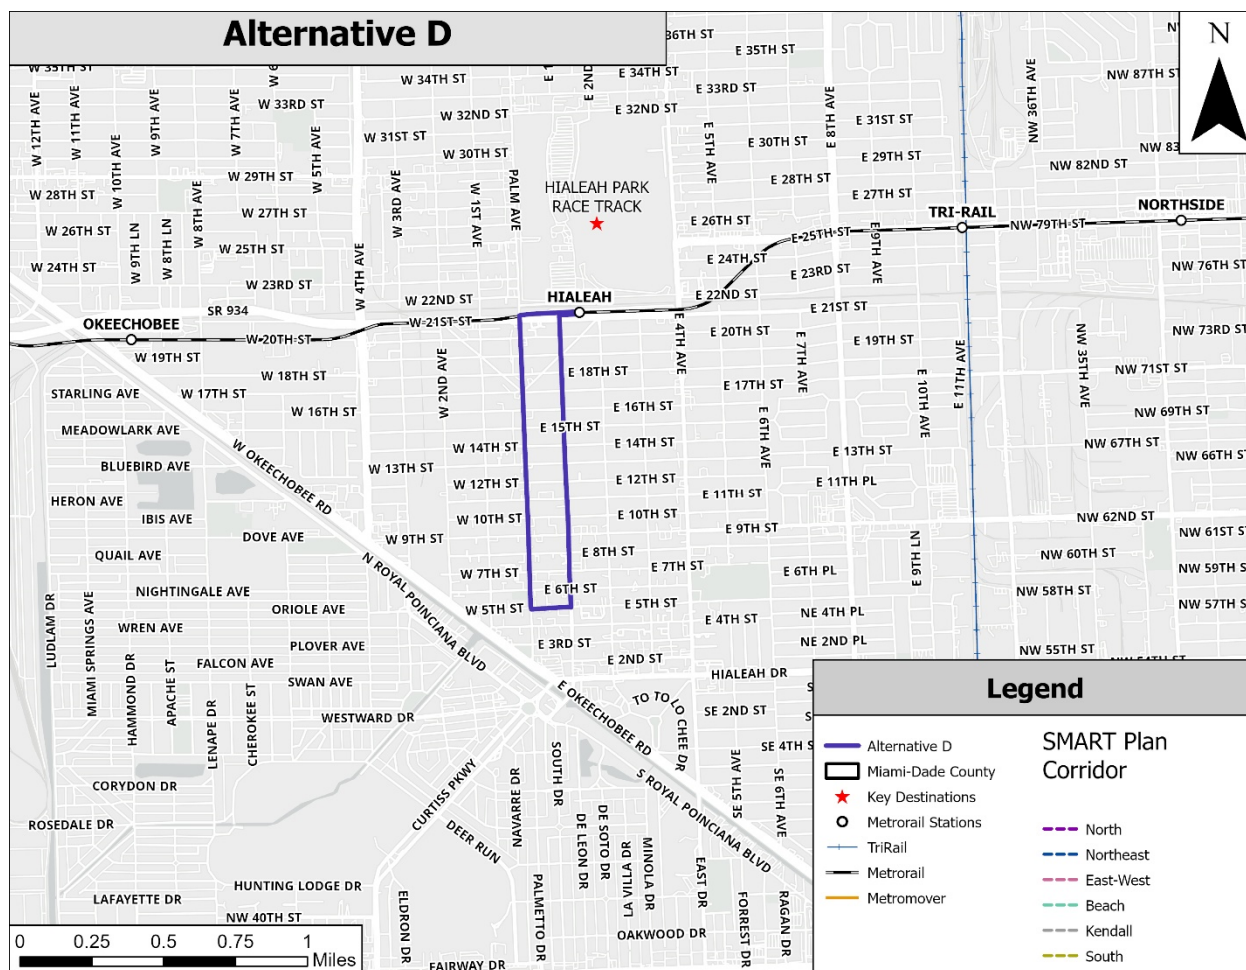 Alternative D
N
W 35TH ST
W 34TH ST
36TH ST
E 35TH ST
E 34TH ST
E 33RD ST
E 32ND ST
NW 87TH ST
W 12TH AVE
W 11TH AVE
W 10TH AVE
W 9TH AVE
W 7TH AVE
W 5TH AVE
W 33RD ST
W 32ND ST
W 31ST ST
W 30TH ST
E 2ND
E 5TH AVE
E 8TH AVE
E 31ST ST
E 30TH ST
E 29TH ST
E 28TH ST
E 27TH ST
E 26TH ST
NW 36TH AVE
NW 82ND ST
NW 83
W 29TH ST
W 28TH ST
W 27TH ST
W 26TH ST
W 25TH ST
W 24TH ST
W 23RD ST
W 22ND ST
W 9TH LN
W 8TH LN
W 8TH AVE
W 4TH AVE
W 3RD AVE
W 1ST AVE
PALM AVE
HIALEAH PARK
RACE TRACK
TRI-RAIL
NORTHSIDE
E 25TH ST
E 24TH ST
E 23RD ST
E 22ND ST
E 21ST ST
E 9TH AVE
NW 79TH ST
NW 76TH ST
SR 934
HIALEAH
OKEECHOBEE
W 21ST ST
W 20TH ST
W 19TH ST
W 18TH ST
W 17TH ST
W 16TH ST
W 2ND AVE
E 4TH AVE
E 20TH ST
E 19TH ST
E 18TH ST
E 17TH ST
E 16TH ST
E 15TH ST
E 7TH AVE
E 6TH AVE
E 10TH AVE
E 11TH AVE
NW 35TH AVE
NW 73RD ST
NW 71ST ST
NW 69TH ST
NW 67TH ST
NW 66TH ST
STARLING AVE
MEADOWLARK AVE
BLUEBIRD AVE
HERON AVE
IBIS AVE
DOVE AVE
QUAIL AVE
NIGHTINGALE AVE
ORIOLE AVE
WREN AVE
PLOVER AVE
FALCON AVE
SWAN AVE
W OKEECHOBEE RD
N ROYAL POINCIANA BLVD
W 14TH ST
W 13TH ST
W 12TH ST
W 10TH ST
W 9TH ST
W 7TH ST
W 5TH ST
E 14TH ST
E 13TH ST
E 12TH ST
E 11TH ST
E 11TH PL
E 10TH ST
E 9TH ST
E 8TH ST
E 7TH ST
E 6TH ST
E 6TH PL
E 5TH ST
E 4TH ST
E 3RD ST
E 2ND ST
E 9TH LN
NE 4TH PL
NE 2ND PL
NW 62ND ST
NW 61ST ST
NW 60TH ST
NW 59TH ST
NW 58TH ST
NW 57TH ST
NW 55TH ST
NW 54TH ST
LUDLAM DR
MIAMI SPRINGS AVE
HAMMOND DR
APACHE ST
LENAPE DR
CHEROKEE ST
WESTWARD DR
CORYDON DR
ROSEDALE DR
LAFAYETTE DR
HUNTING LODGE DR
NW 40TH ST
CURTISS PKWY
DEER RUN
ELDRON DR
NAVARRE DR
PALMETTO DR
FAIRWAY DR
SOUTH DR
DE LEON DR
DE SOTO DR
LA VILLA DR
MINOLA DR
OAKWOOD DR
EAST DR
FORREST DR
RAGAN DR
HIALEAH DR
TO TO LO CHEE DR
E OKEECHOBEE RD
S ROYAL POINCIANA BLVD
SE 2ND ST
SE 4TH S
SE 5TH AVE
SE 6TH AVE
Legend
Alternative D
Miami-Dade County
Key Destinations
Metrorail Stations
TriRail
Metrorail
Metromover
SMART Plan
Corridor
North
Northeast
East-West
Beach
Kendall
South
0 0.25 0.5 0.75 1
Miles